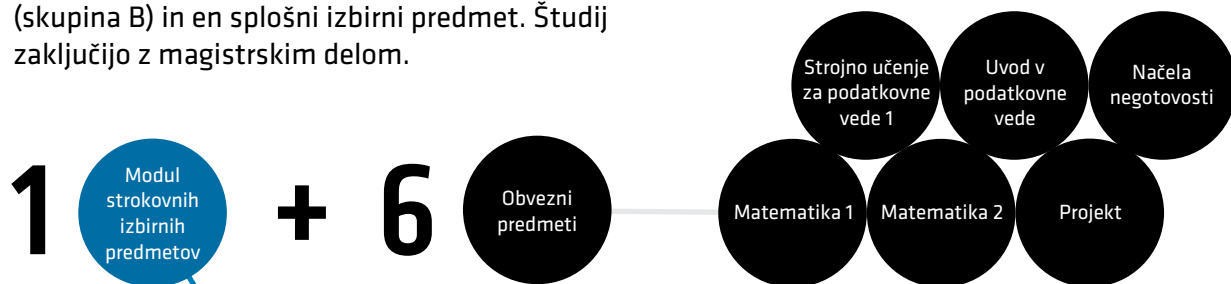 (skupina B) in en splošni izbirni predmet. Študij
zaključijo z magistrskim delom.
1
Modul
strokovnih
izbirnih
predmetov
+
6
Obvezni
predmeti
Strojno učenje
za podatkovne
vede 1
Uvod v
podatkovne
vede
Načela
negotovosti
Matematika 1
Matematika 2
Projekt